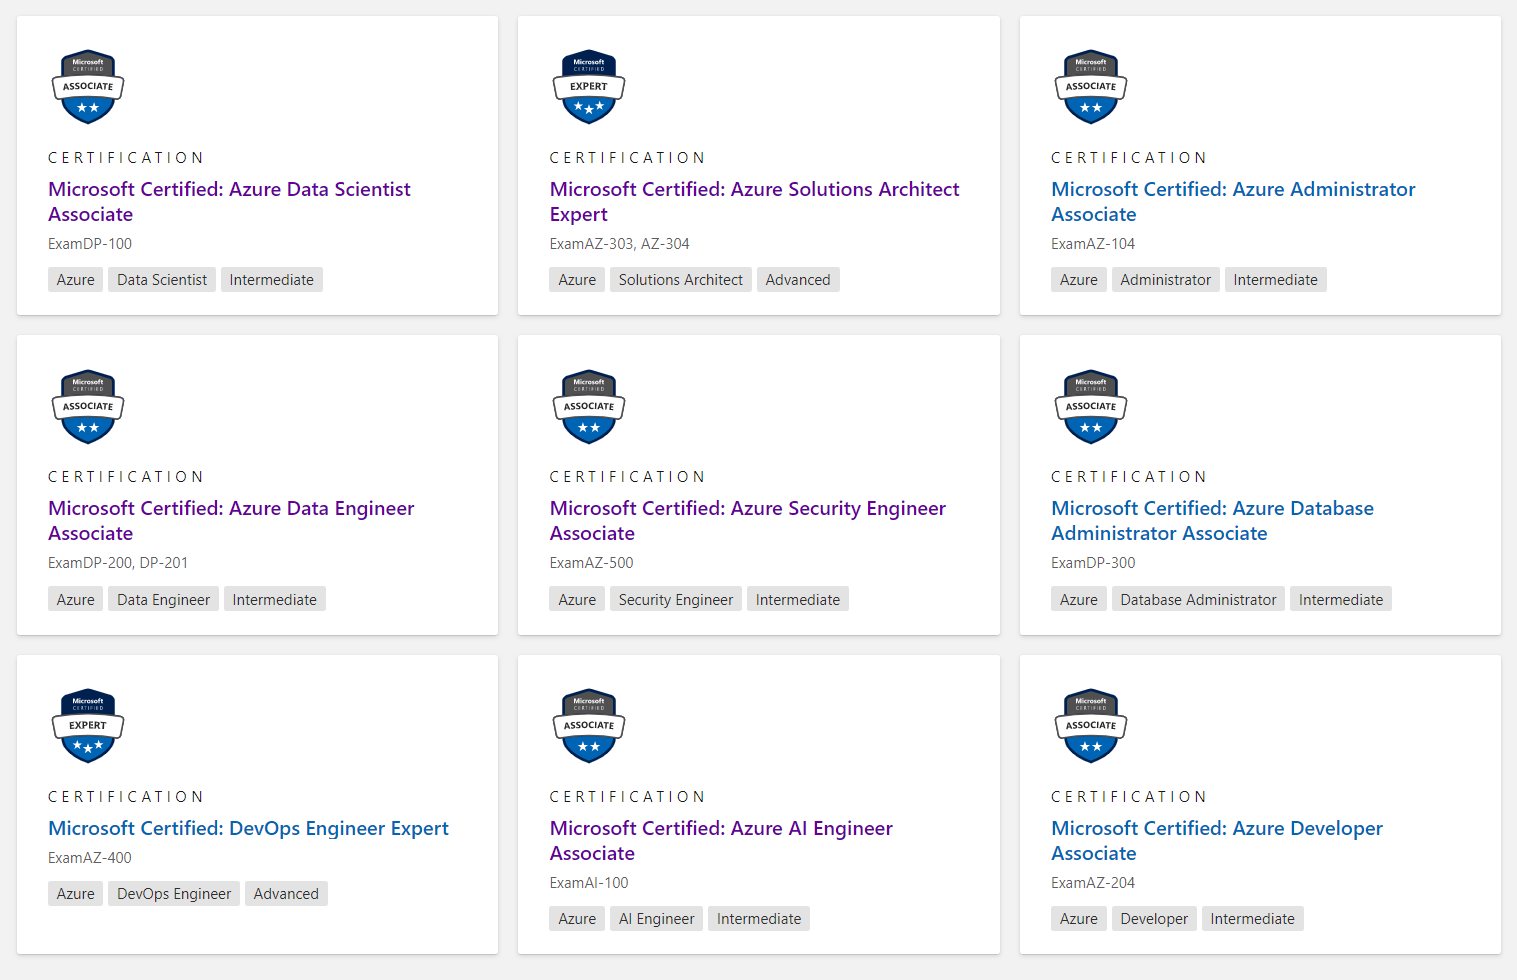 Microsoft
CERTIFIED
ASSOCIATE
CERTIFICATION
Microsoft Certified: Azure Data Scientist
Associate
ExamDP-100
Azure Data Scientist Intermediate
Microsoft
CERTIFIED
EXPERT
CERTIFICATION
Microsoft Certified: Azure Solutions Architect
Expert
ExamAZ-303, AZ-304
Azure Solutions Architect Advanced
Microsoft
CERTIFIED
ASSOCIATE
CERTIFICATION
Microsoft Certified: Azure Administrator
Associate
ExamAZ-104
Azure Administrator Intermediate
Microsoft
CERTIFIED
ASSOCIATE
CERTIFICATION
Microsoft Certified: Azure Data Engineer
Associate
ExamDP-200, DP-201
Azure Data Engineer Intermediate
Microsoft
CERTIFIED
ASSOCIATE
CERTIFICATION
Microsoft Certified: Azure Security Engineer
Associate
ExamAZ-500
Azure Security Engineer Intermediate
Microsoft
CERTIFIED
ASSOCIATE
CERTIFICATION
Microsoft Certified: Azure Database
Administrator Associate
ExamDP-300
Azure Database Administrator Intermediate
Microsoft
CERTIFIED
EXPERT
CERTIFICATION
Microsoft Certified: DevOps Engineer Expert
ExamAZ-400
Azure DevOps Engineer Advanced
Microsoft
CERTIFIED
ASSOCIATE
CERTIFICATION
Microsoft Certified: Azure AI Engineer
Associate
ExamAI-100
Azure AI Engineer Intermediate
Microsoft
CERTIFIED
ASSOCIATE
CERTIFICATION
Microsoft Certified: Azure Developer
Associate
ExamAZ-204
Azure Developer Intermediate